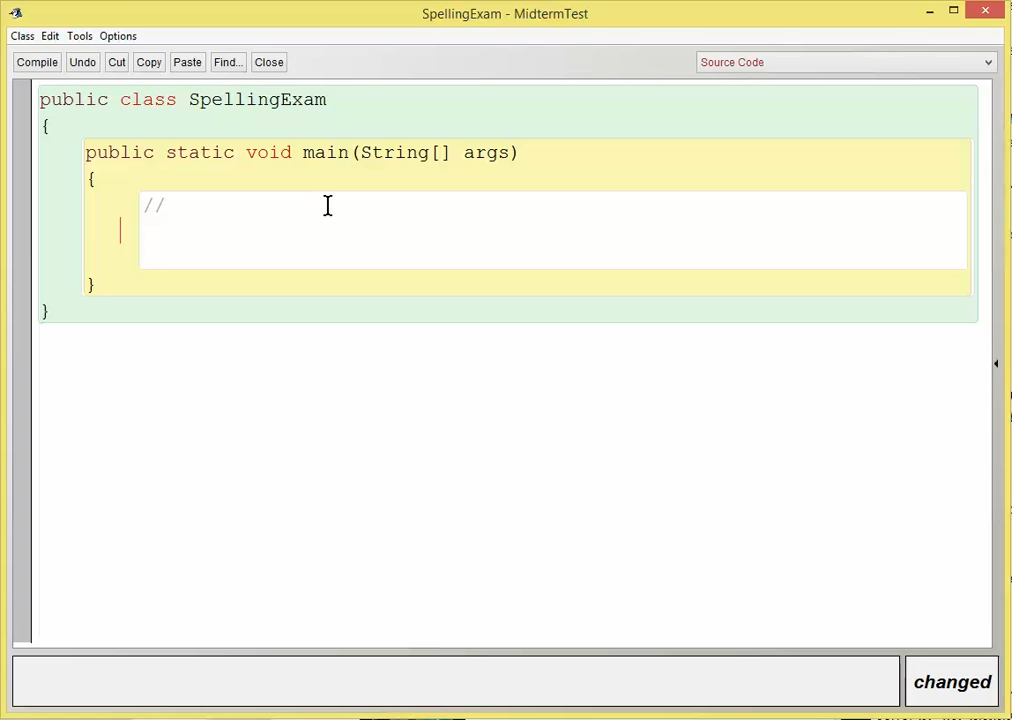 SpellingExam - MidtermTest
Class Edit Tools Options
Compile Undo Cut Copy Paste Find... Close Source Code
public class SpellingExam
{
public static void main(String[] args)
{
//
}
}
changed